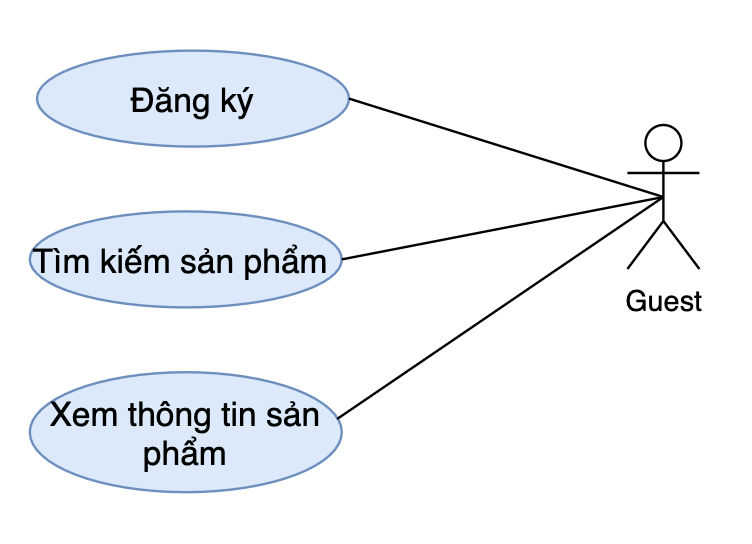 Đăng ký
Tìm kiếm sản phẩm
Guest
Xem thông tin sản
phẩm